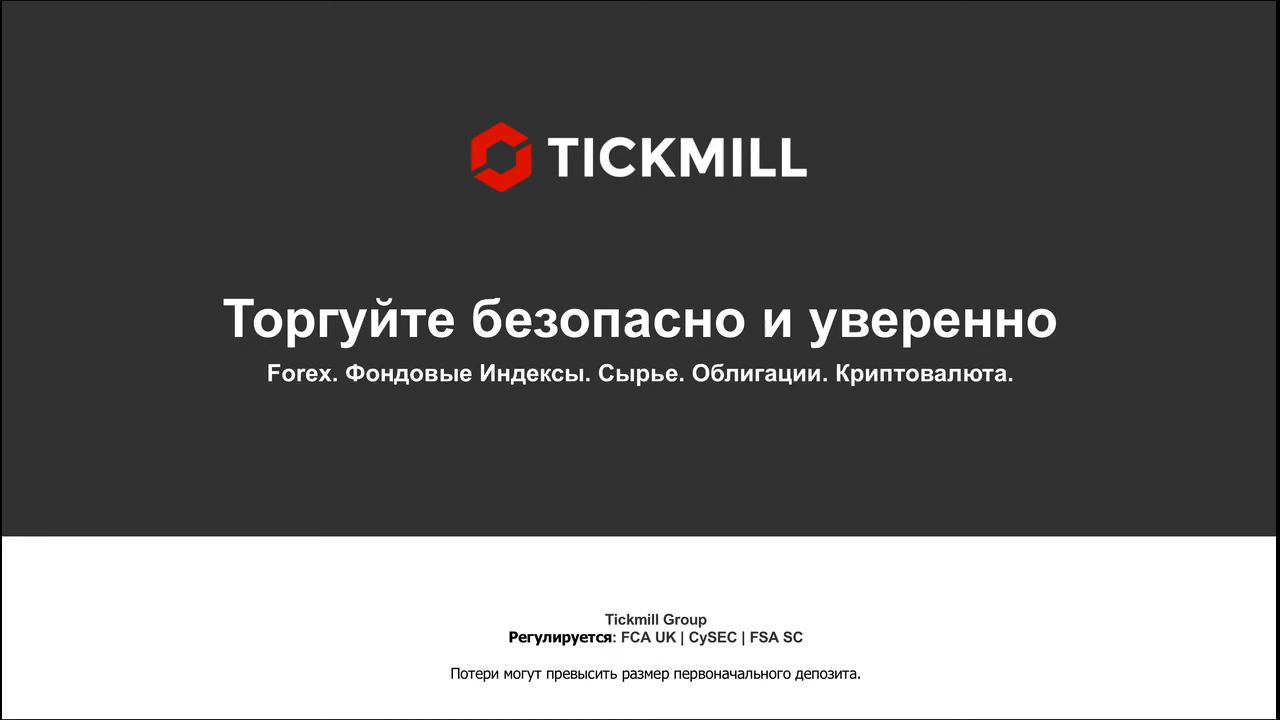 TICKMILL
Торгуйте безопасно и уверенно
Forex. Фондовые Индексы. Сырье. Облигации. Криптовалюта.
Tickmill Group
Регулируется: FCA UK | CySEC | FSA SC
Потери могут превысить размер первоначального депозита.